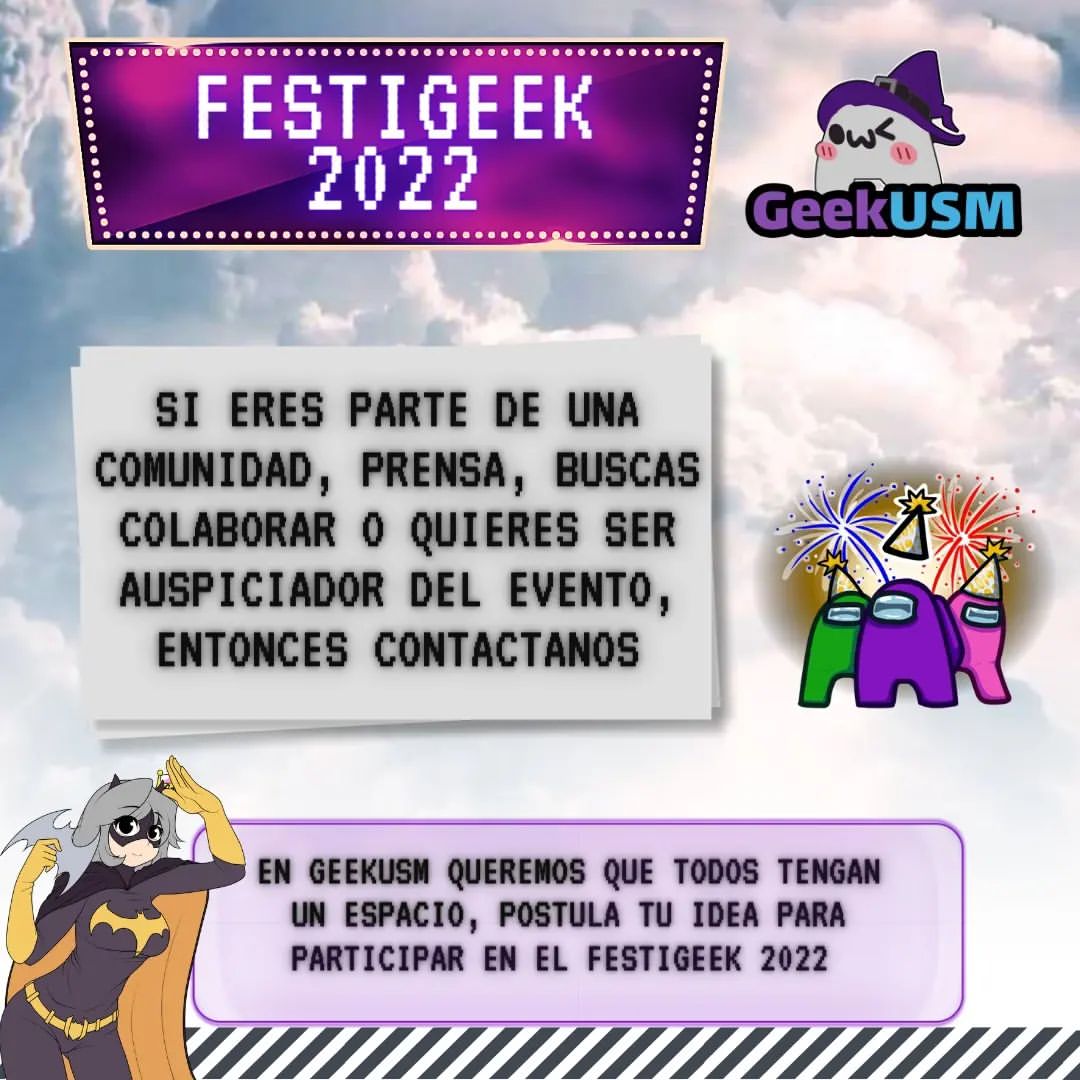 FESTIGEEK
2022
GeekUSM
SI ERES PARTE DE UNA
COMUNIDAD, PRENSA, BUSCAS
COLABORAR O QUIERES SER
AUSPICIADOR DEL EVENTO,
ENTONCES CONTACTANOS
EN GEEKUSM QUEREMOS QUE TODOS TENGAN
UN ESPACIO, POSTULA TU IDEA PARA
PARTICIPAR EN EL FESTIGEEK 2022